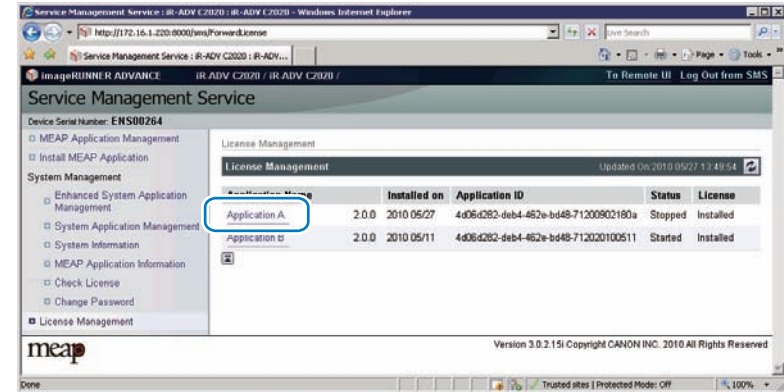 Service Management Service : iR-ADV C2020 : iR-ADV C2020 - Windows Internet Explorer
http://172.16.1.220:8000/sms/ForwardLicense
Live Search
Service Management Service : iR-ADV C2020 : iR-ADV...
Page
Tools
imageRUNNER ADVANCE
iR ADV C2020 / iR ADV C2020 /
To Remote UI
Log Out from SMS
Service Management Service
Device Serial Number: ENS00264
MEAP Application Management
Install MEAP Application
System Management
Enhanced System Application
Management
System Application Management
System Information
MEAP Application Information
Check License
Change Password
License Management
License Management
License Management
Updated On:2010 05/27 13:49:54
Application Name Installed on Application ID Status License
Application A 2.0.0 2010 05/27 4d06d282-deb4-462e-bd48-71200902180a Stopped Installed
Application B 2.0.0 2010 05/11 4d06d282-deb4-462e-bd48-712020100511 Started Installed
meap
Version 3.0.2.15i Copyright CANON INC. 2010 All Rights Reserved
Done
Trusted sites | Protected Mode: Off
100%